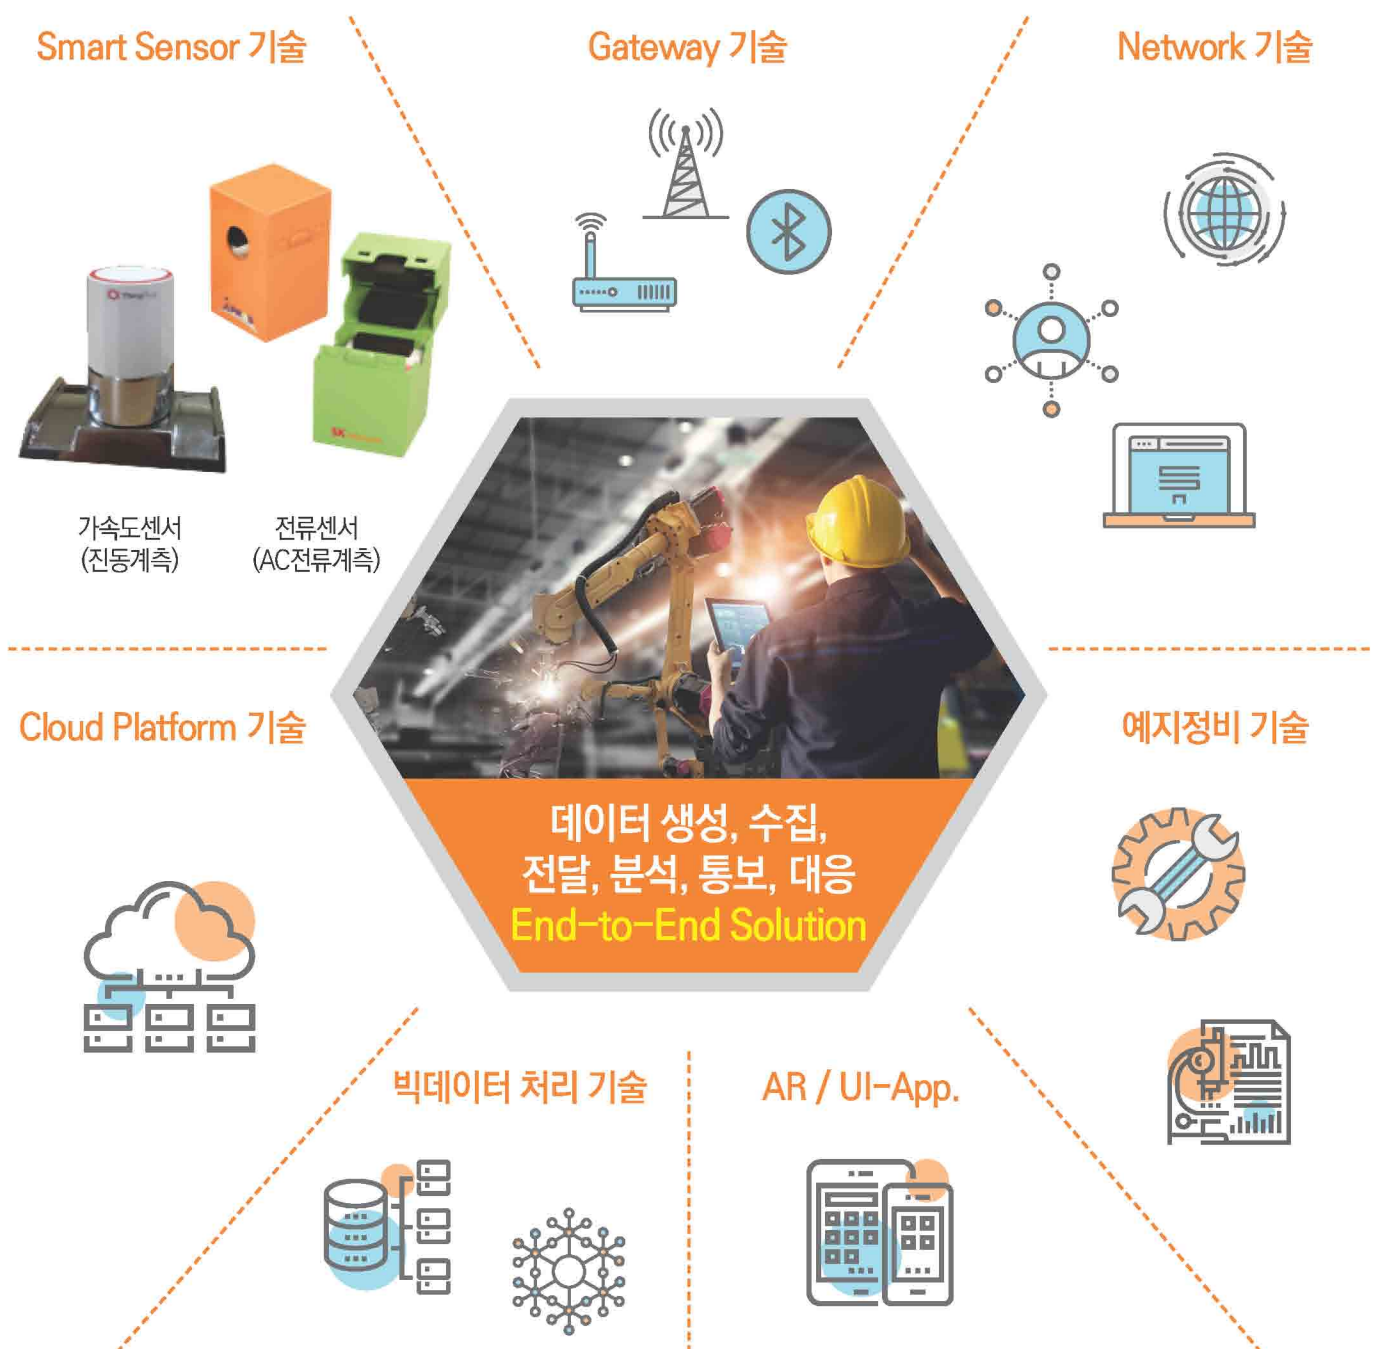 Smart Sensor 기술
Gateway 기술
Network 기술
가속도센서
(진동계측)
전류센서
(AC전류계측)
Cloud Platform 기술
예지정비 기술
데이터 생성, 수집,
전달, 분석, 통보, 대응
End-to-End Solution
빅데이터 처리 기술
AR / UI-App.